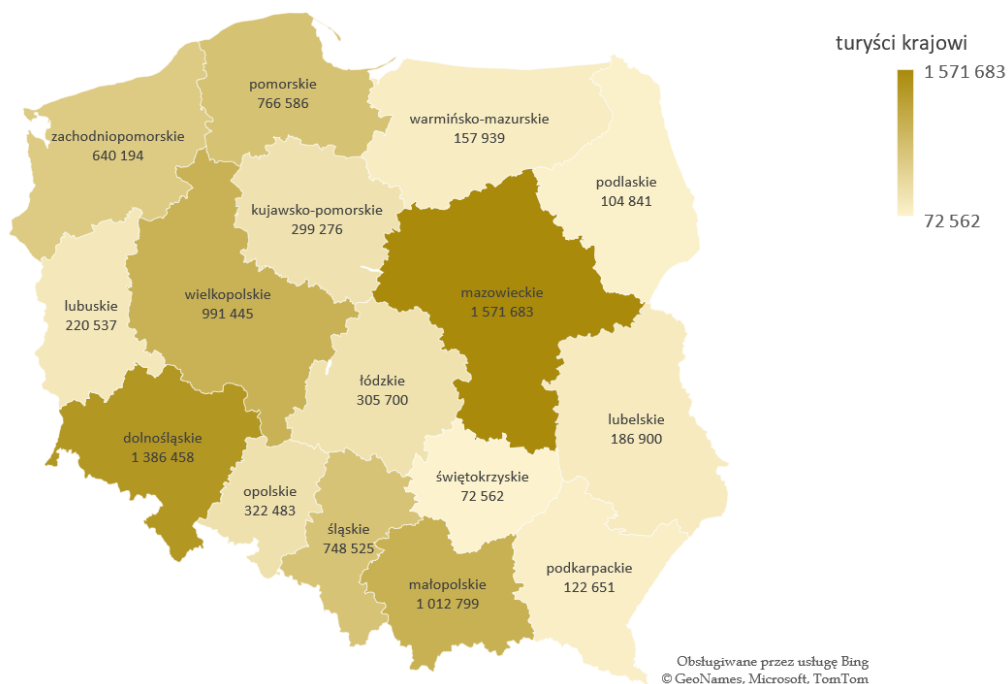 turyści krajowi
1 571 683
72 562
pomorskie
766 586
warmińsko-mazurskie
157 939
zachodniopomorskie
640 194
podlaskie
104 841
kujawsko-pomorskie
299 276
lubuskie
220 537
wielkopolskie
991 445
mazowieckie
1 571 683
łódzkie
305 700
dolnośląskie
1 386 458
lubelskie
186 900
opolskie
322 483
świętokrzyskie
72 562
śląskie
748 525
małopolskie
1 012 799
podkarpackie
122 651
Obsługiwane przez usługę Bing
© GeoNames, Microsoft, TomTom